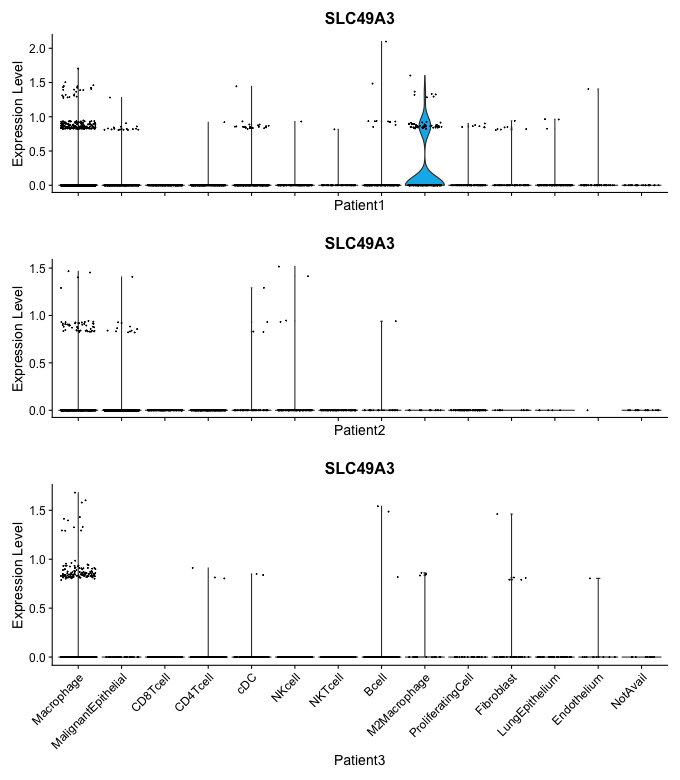 SLC49A3
Expression Level
2.0
1.5
1.0
0.5
0.0
Patient1
SLC49A3
Expression Level
1.5
1.0
0.5
0.0
Patient2
SLC49A3
Expression Level
1.5
1.0
0.5
0.0
Macrophage
MalignantEpithelial
CD8Tcell
CD4Tcell
cDC
NKcell
NKTcell
Bcell
M2Macrophage
ProliferatingCell
Fibroblast
LungEpithelium
Endothelium
NotAvail
Patient3